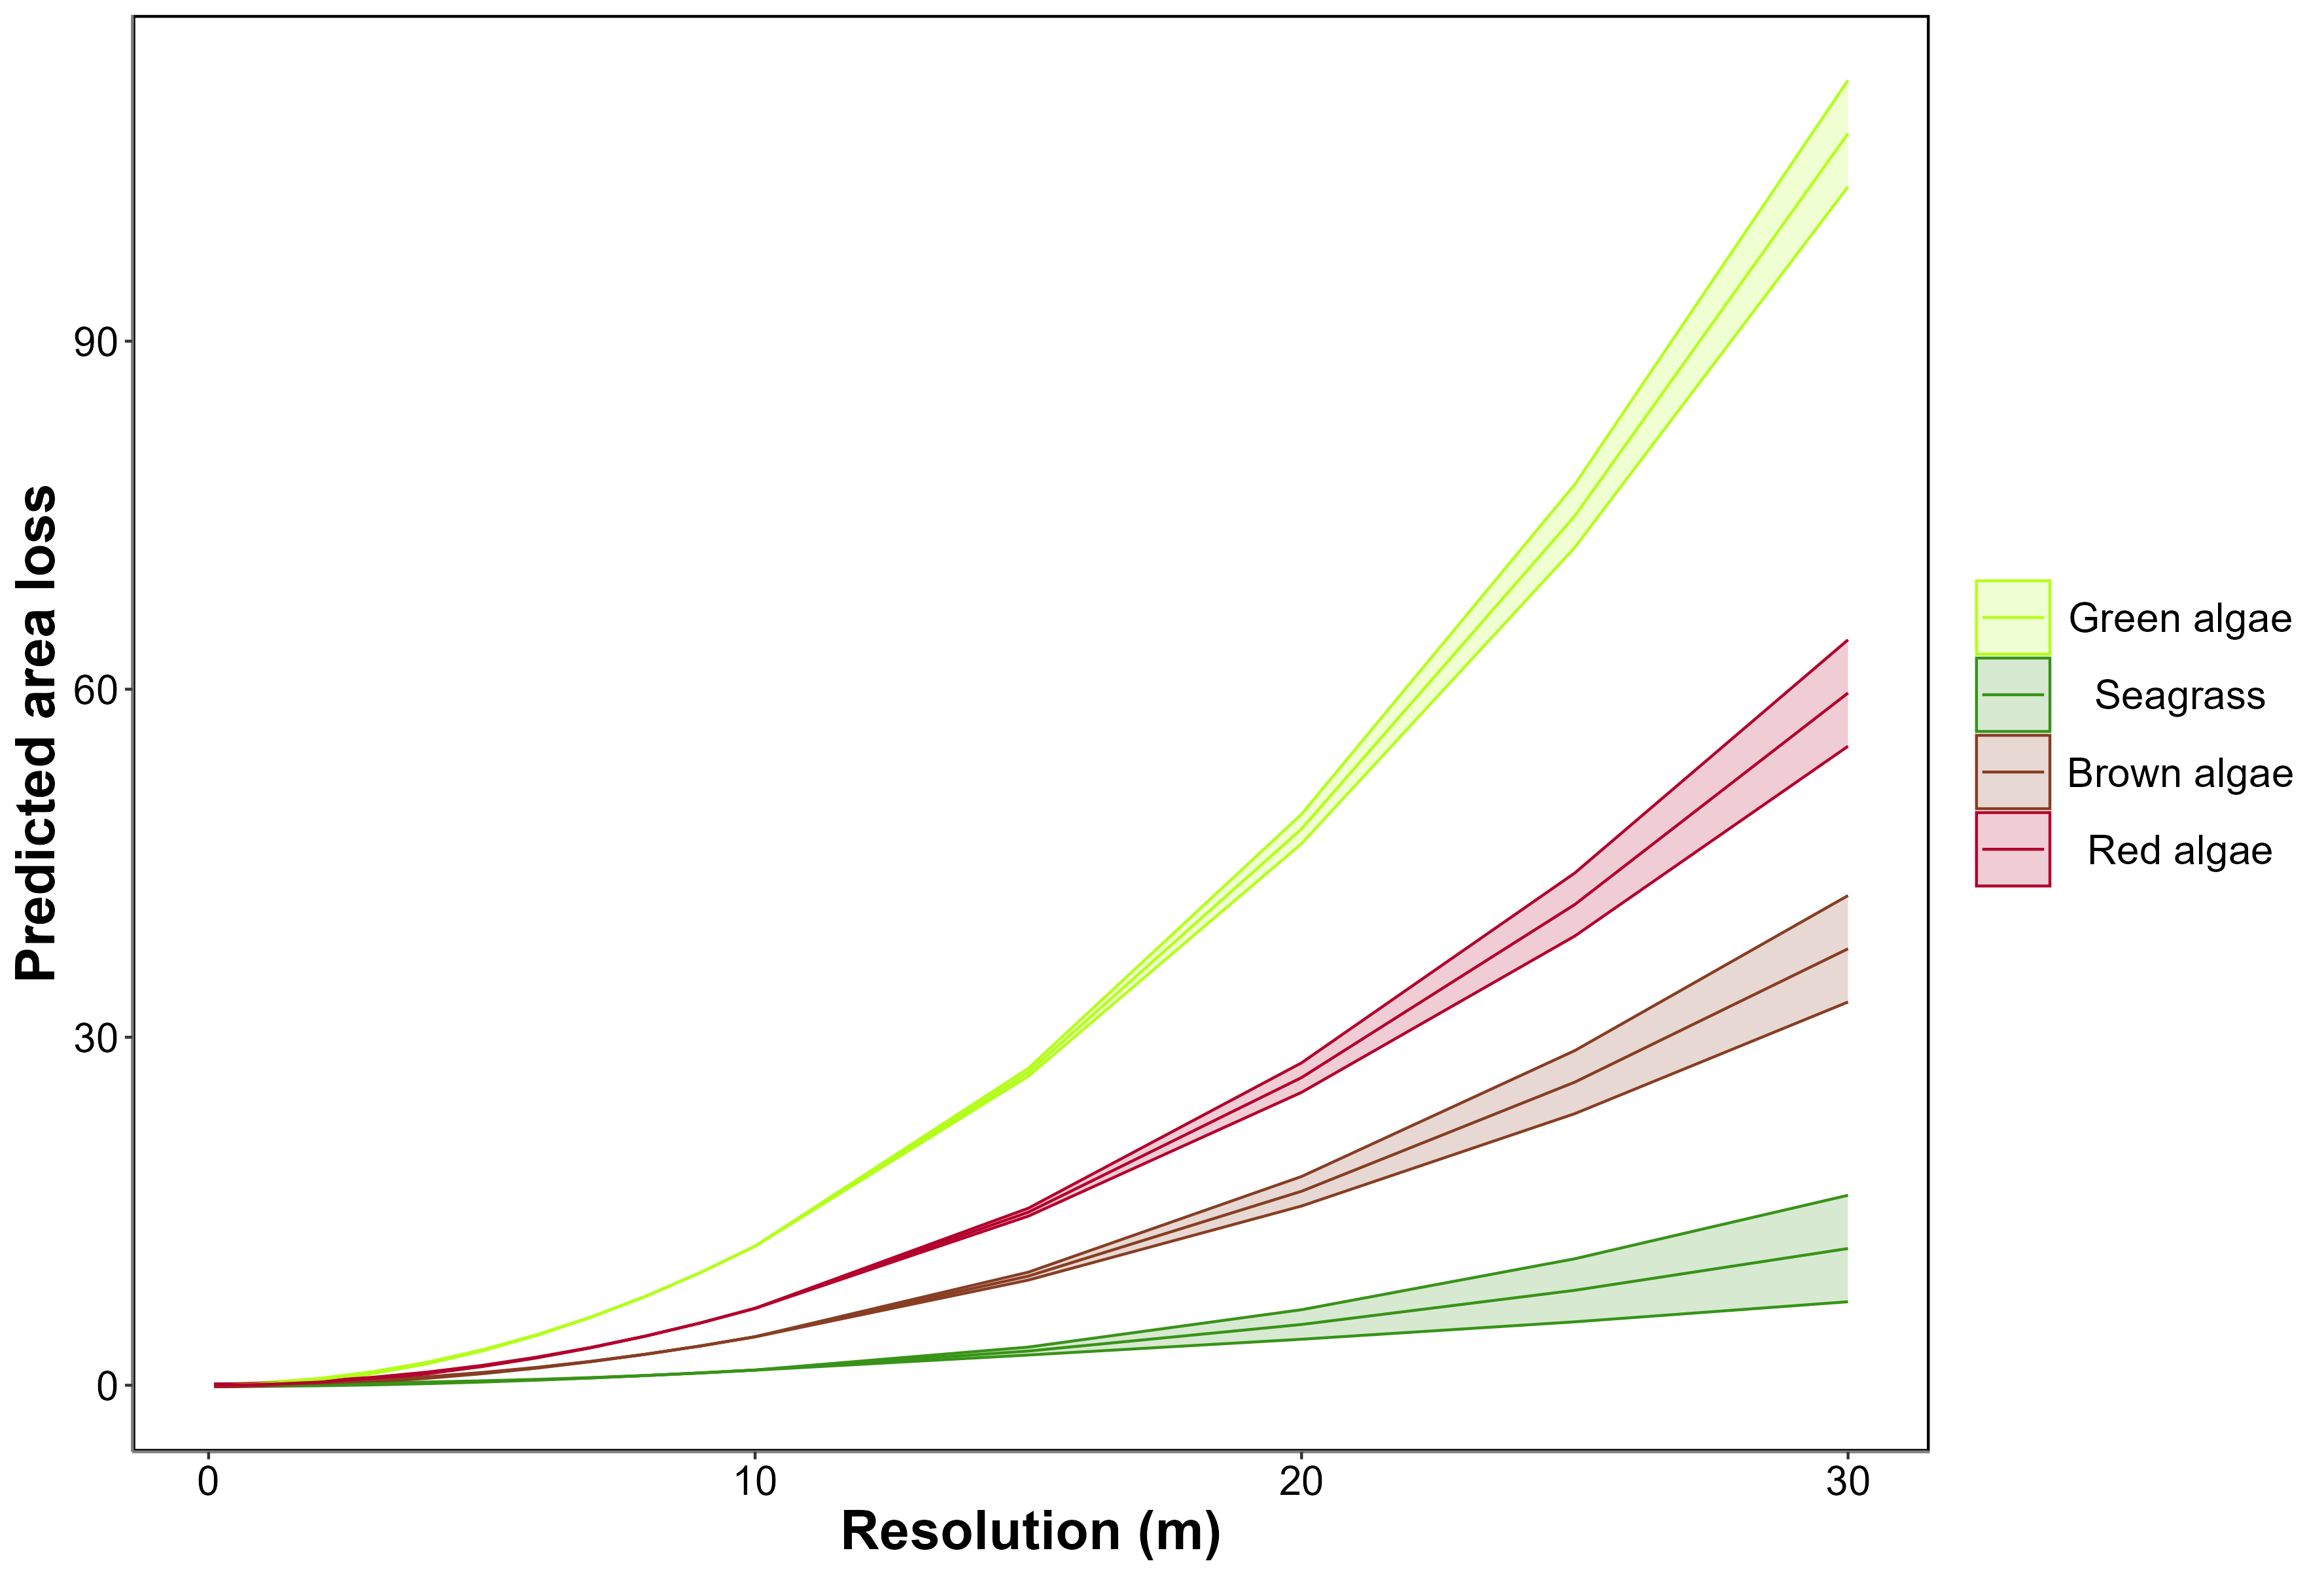 Predicted area loss
90
60
30
0
0 10 20 30
Resolution (m)
Green algae
Seagrass
Brown algae
Red algae